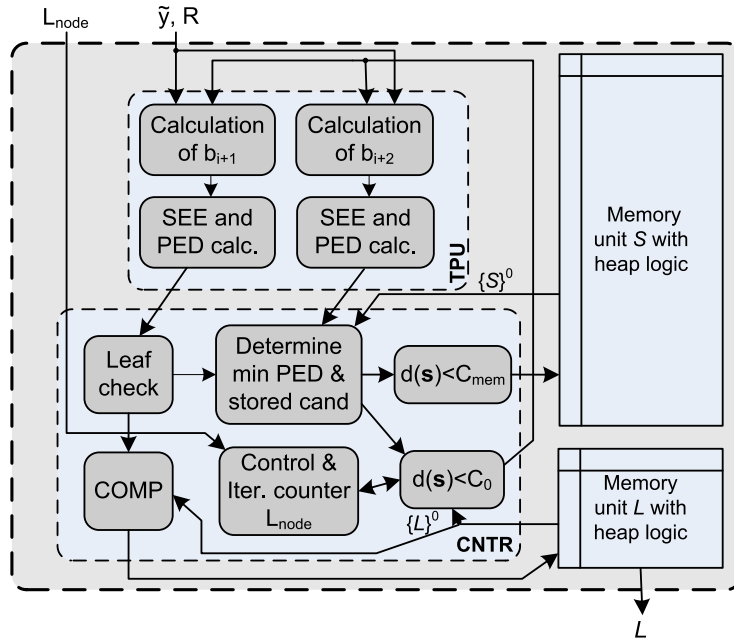 L_node
ỹ, R
Calculation
of b_i+1
Calculation
of b_i+2
SEE and
PED calc.
SEE and
PED calc.
TPU
Memory
unit S with
heap logic
{S}^0
Leaf
check
Determine
min PED &
stored cand
d(s)<C_mem
COMP
Control &
Iter. counter
L_node
d(s)<C_0
{L}^0
CNTR
Memory
unit L with
heap logic
L